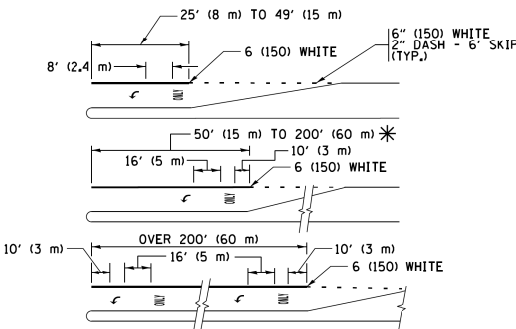 25' (8 m) TO 49' (15 m)
6" (150) WHITE
2" DASH - 6' SKIP
(TYP.)
6 (150) WHITE
8' (2.4 m)
ONLY
50' (15 m) TO 200' (60 m) ✳
10' (3 m)
16' (5 m)
6 (150) WHITE
ONLY
OVER 200' (60 m)
10' (3 m)
16' (5 m)
10' (3 m)
6 (150) WHITE
ONLY
ONLY